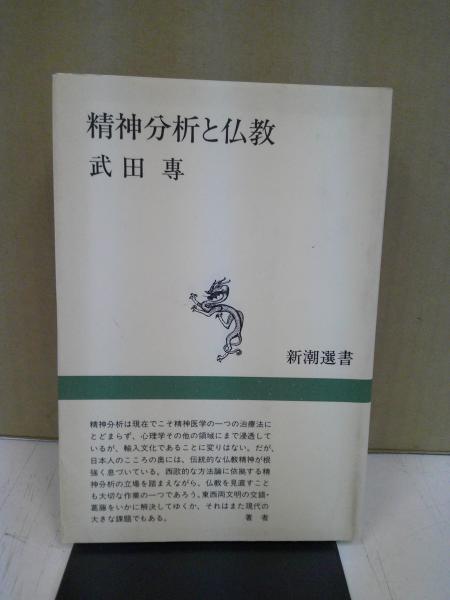 精神分析と仏教
武田 專
新潮選書
精神分析は現在でこそ精神医学の一つの治療法に
とどまらず、心理学その他の領域にまで浸透して
いるが、輸入文化であることに変りはない。だが、
日本人のこころの奥には、伝統的な仏教精神が根
強く息づいている。西欧的な方法論に依拠する精
神分析の立場を踏まえながら、仏教を見直すこと
も大切な作業の一つであろう。東西両文明の交錯・
葛藤をいかに解決してゆくか、それはまた現代の
大きな課題でもある。 著 者